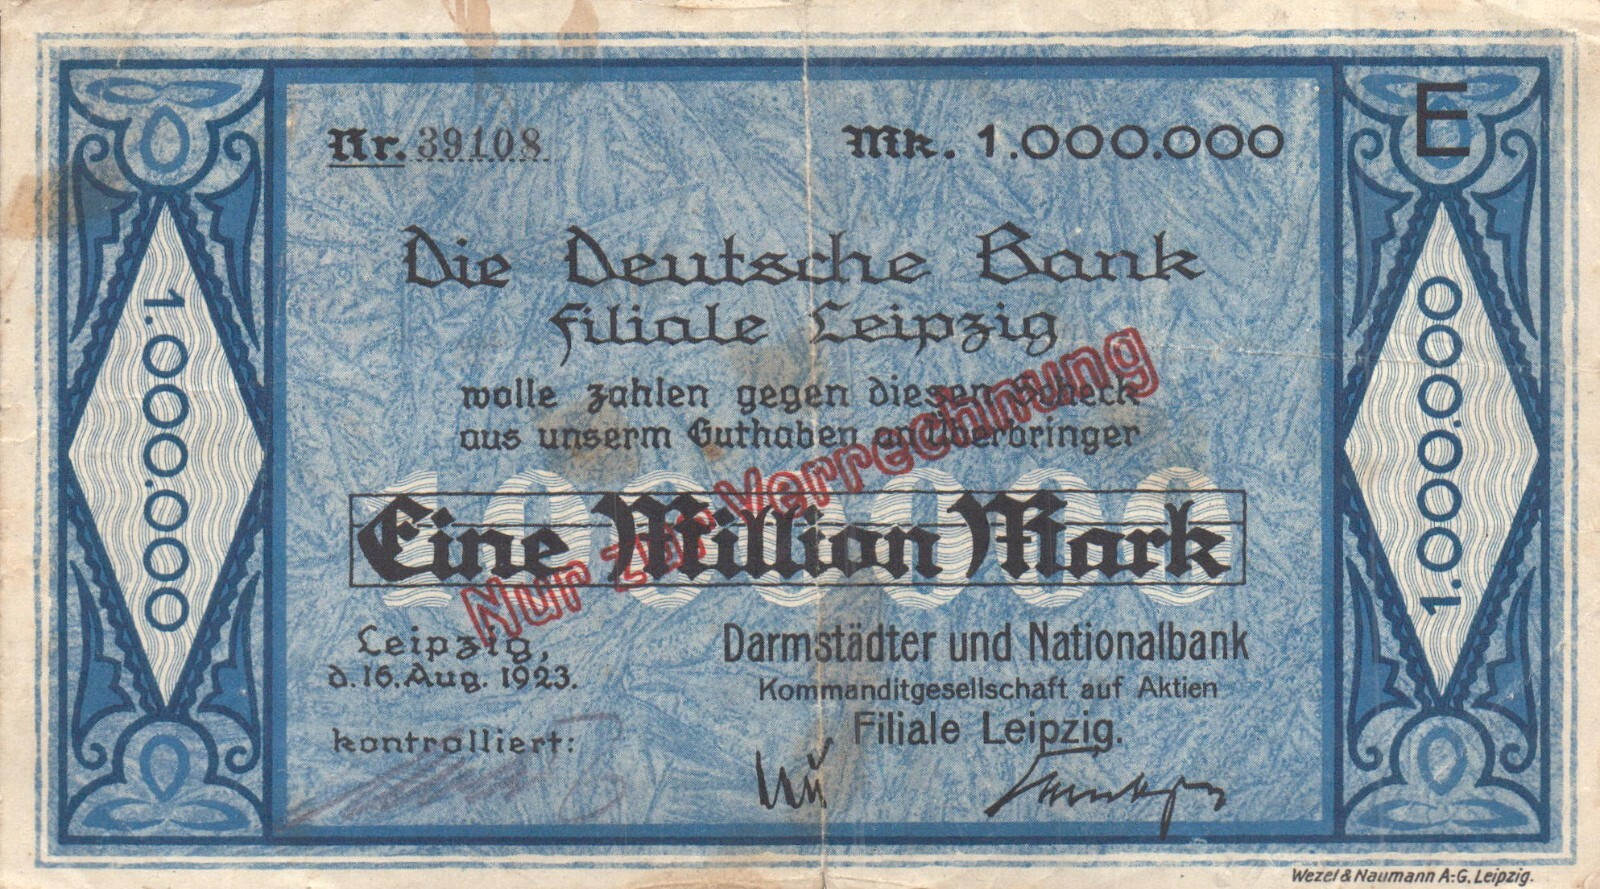 Nr. 39108
Mk. 1.000.000
E
Die Deutsche Bank
Filiale Leipzig
wolle zahlen gegen diesen Scheck
aus unserm Guthaben an Überbringer
1000000
Eine Million Mark
Nur zur Verrechnung
Leipzig,
d. 16. Aug. 1923.
kontrolliert:
Darmstädter und Nationalbank
Kommanditgesellschaft auf Aktien
Filiale Leipzig.
1.000.000
1.000.000
Wezel & Naumann A.-G. Leipzig.